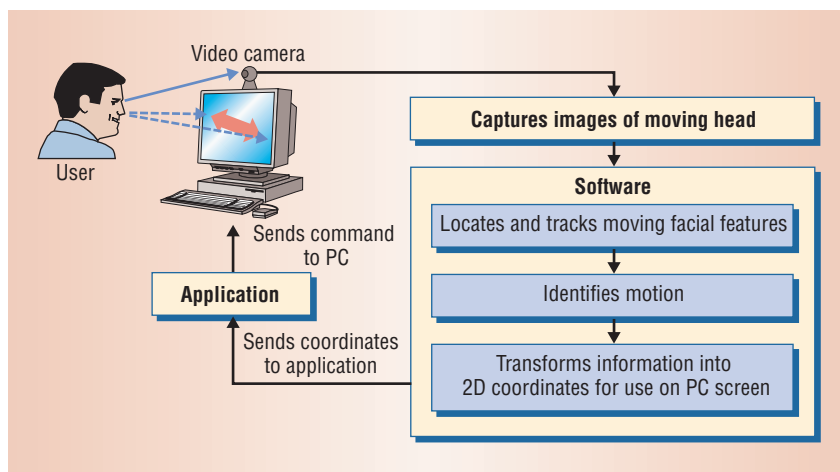 Video camera
User
Captures images of moving head
Software
Locates and tracks moving facial features
Identifies motion
Transforms information into
2D coordinates for use on PC screen
Sends coordinates
to application
Application
Sends command
to PC